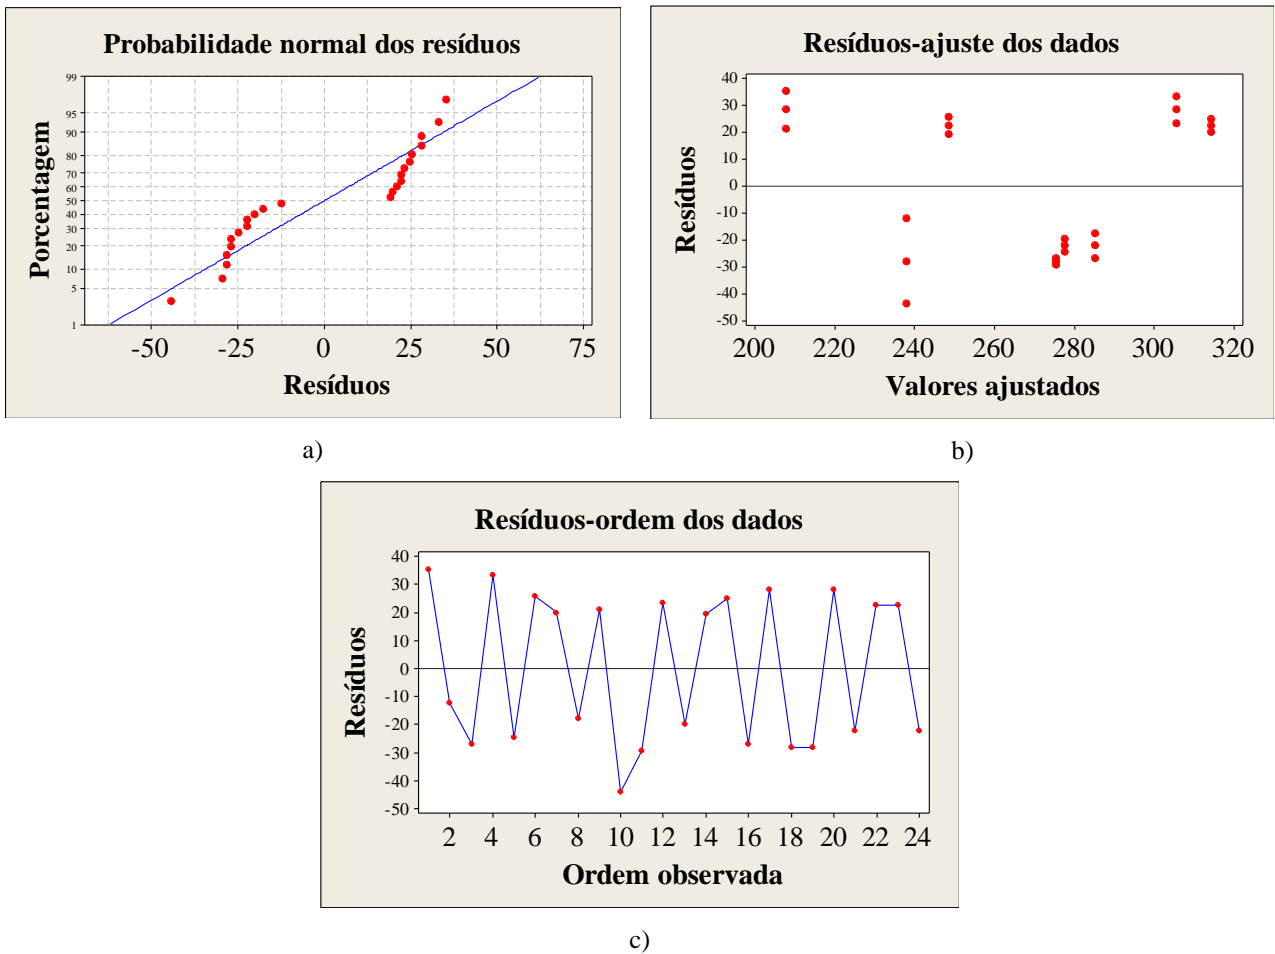 Probabilidade normal dos resíduos
99
95
90
80
70
60
50
40
30
20
10
5
1
Porcentagem
-50 -25 0 25 50 75
Resíduos
a)
Resíduos-ajuste dos dados
40
30
20
10
0
-10
-20
-30
-40
-50
Resíduos
200 220 240 260 280 300 320
Valores ajustados
b)
Resíduos-ordem dos dados
40
30
20
10
0
-10
-20
-30
-40
-50
Resíduos
2 4 6 8 10 12 14 16 18 20 22 24
Ordem observada
c)